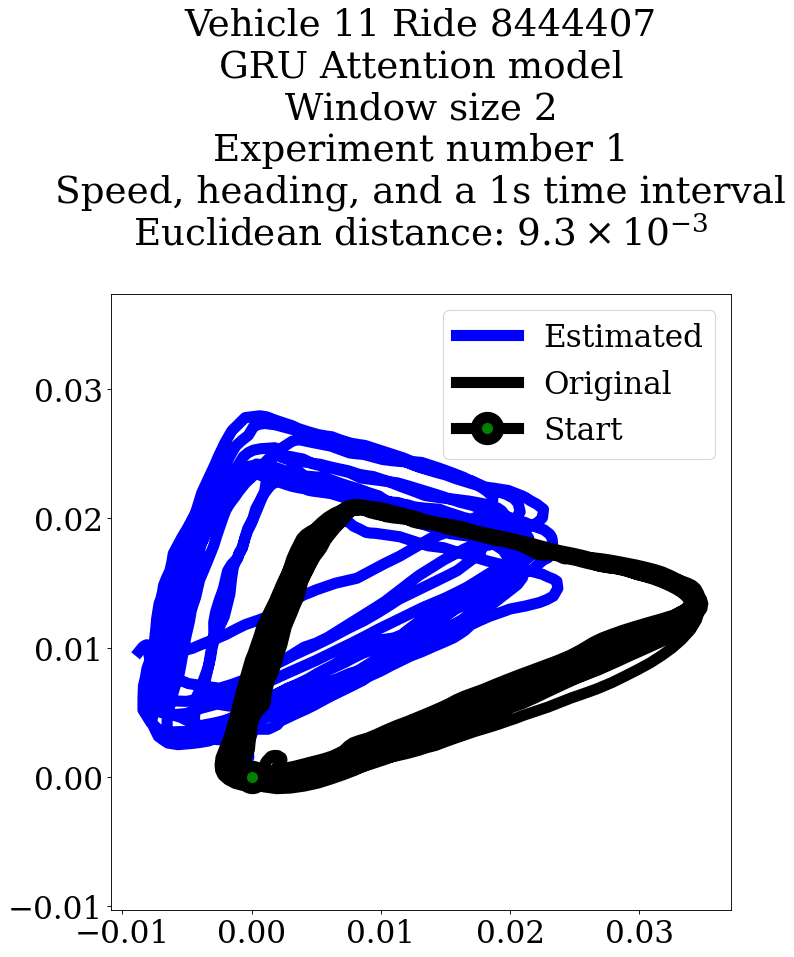 Vehicle 11 Ride 8444407
GRU Attention model
Window size 2
Experiment number 1
Speed, heading, and a 1s time interval
Euclidean distance: 9.3 × 10⁻³
Estimated
Original
Start
0.03
0.02
0.01
0.00
−0.01
−0.01 0.00 0.01 0.02 0.03